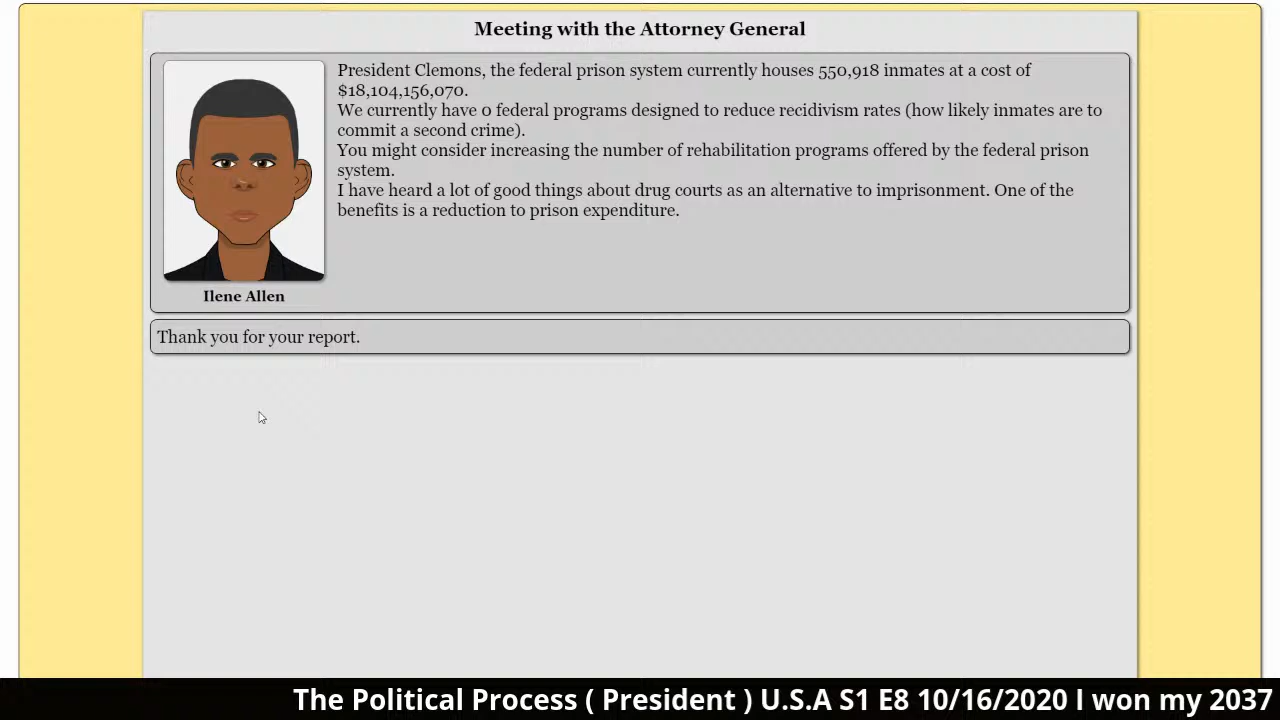 Meeting with the Attorney General
President Clemons, the federal prison system currently houses 550,918 inmates at a cost of
$18,104,156,070.
We currently have 0 federal programs designed to reduce recidivism rates (how likely inmates are to
commit a second crime).
You might consider increasing the number of rehabilitation programs offered by the federal prison
system.
I have heard a lot of good things about drug courts as an alternative to imprisonment. One of the
benefits is a reduction to prison expenditure.
Ilene Allen
Thank you for your report.
The Political Process ( President ) U.S.A S1 E8 10/16/2020 I won my 2037